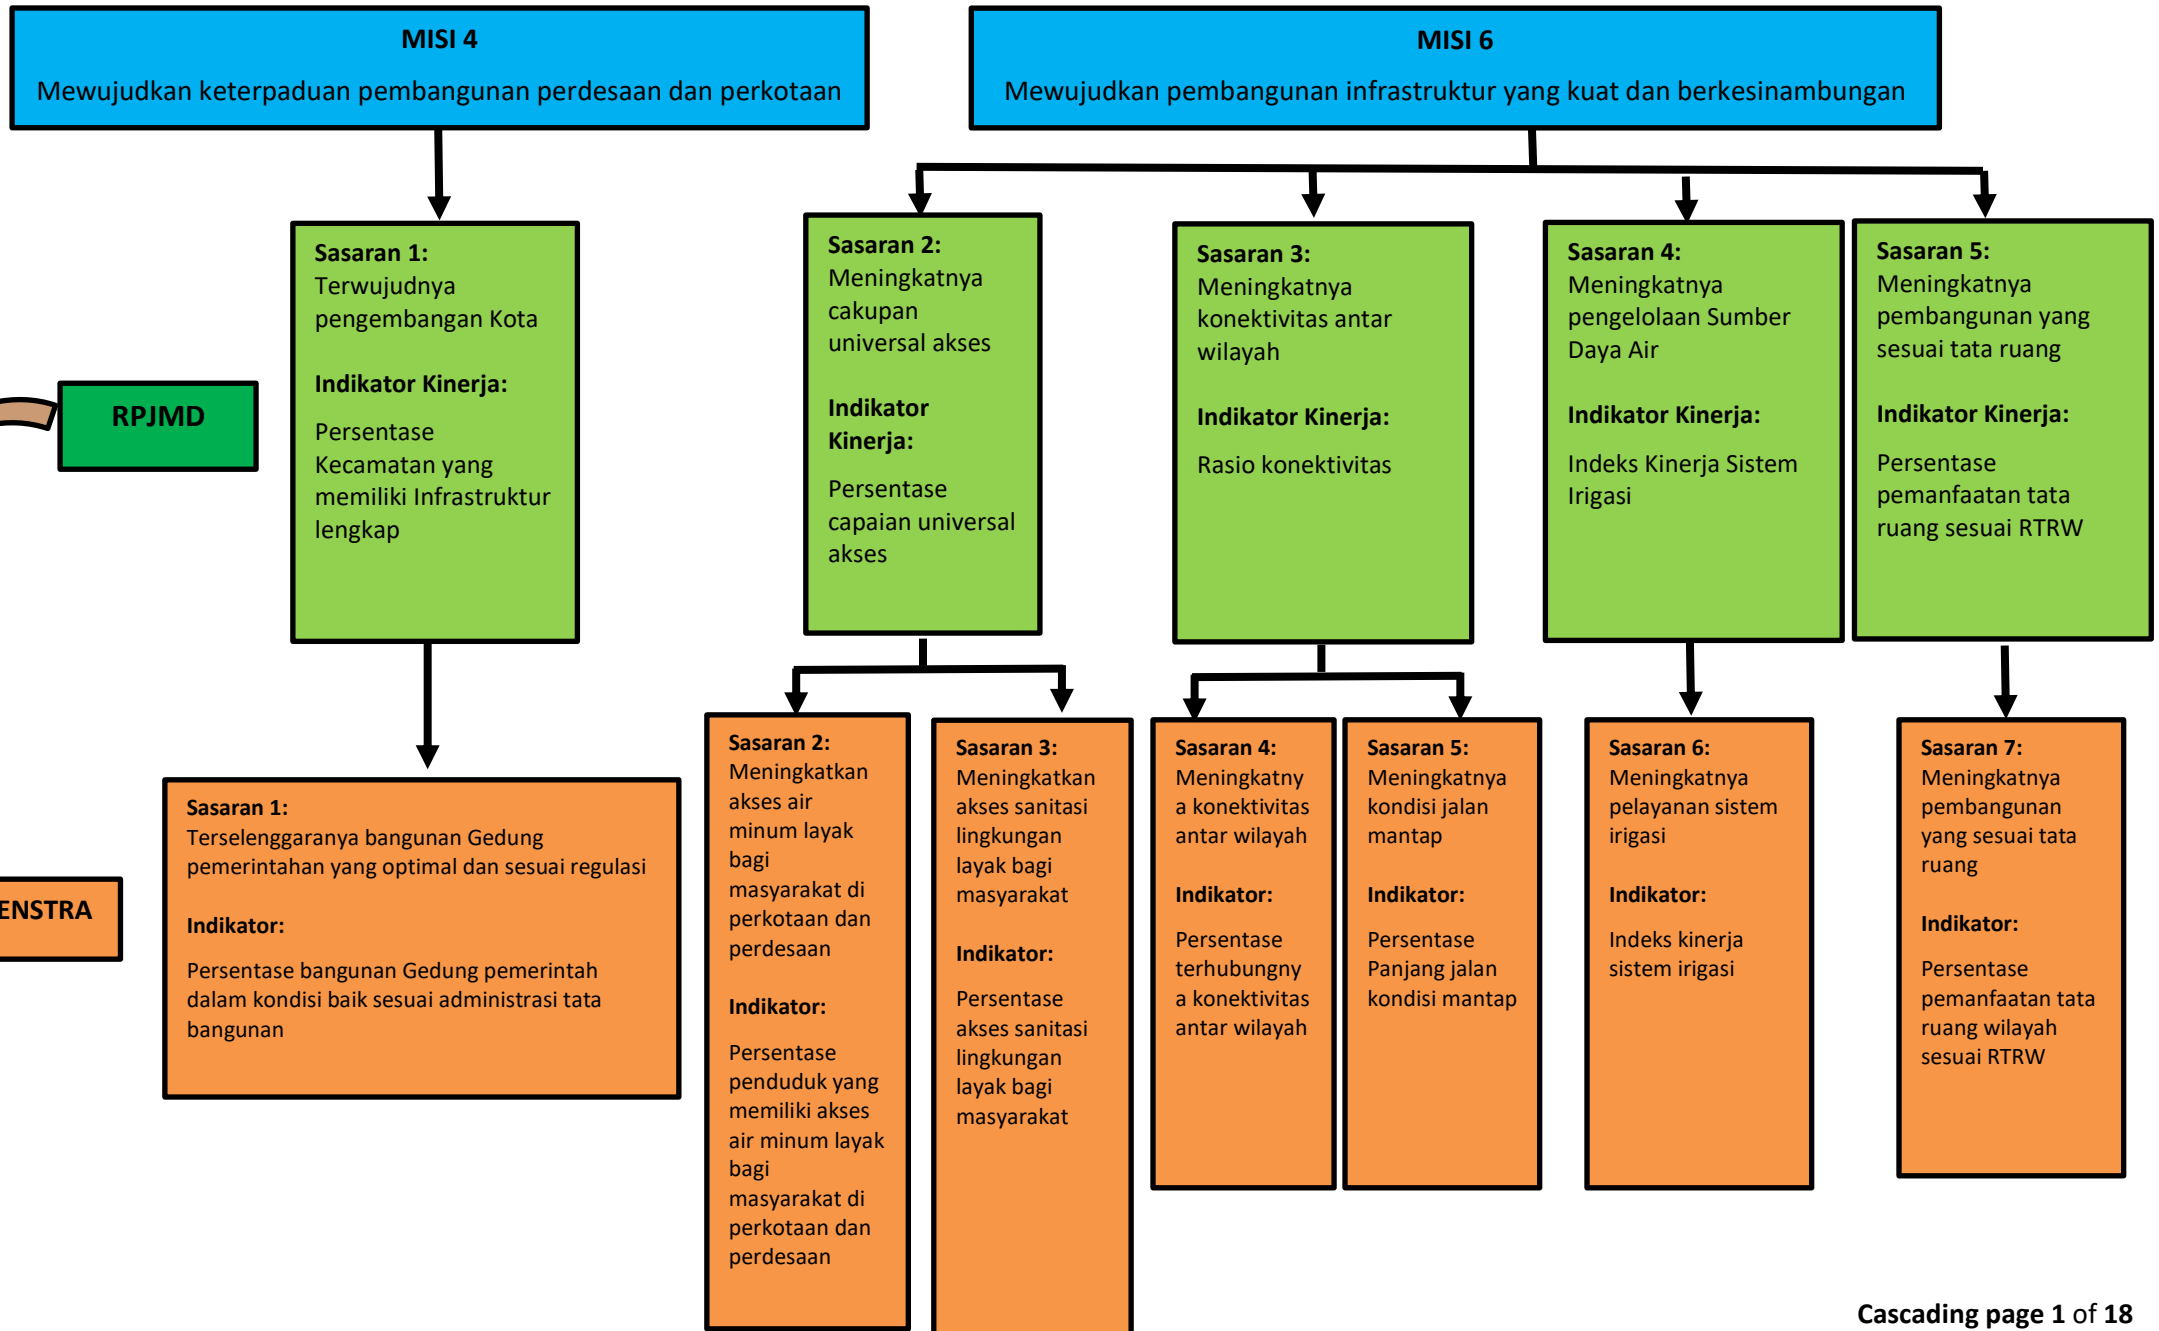 MISI 4
Mewujudkan keterpaduan pembangunan perdesaan dan perkotaan
MISI 6
Mewujudkan pembangunan infrastruktur yang kuat dan berkesinambungan
RPJMD
Sasaran 1:
Terwujudnya
pengembangan Kota
Indikator Kinerja:
Persentase
Kecamatan yang
memiliki Infrastruktur
lengkap
Sasaran 2:
Meningkatnya
cakupan
universal akses
Indikator
Kinerja:
Persentase
capaian universal
akses
Sasaran 3:
Meningkatnya
konektivitas antar
wilayah
Indikator Kinerja:
Rasio konektivitas
Sasaran 4:
Meningkatnya
pengelolaan Sumber
Daya Air
Indikator Kinerja:
Indeks Kinerja Sistem
Irigasi
Sasaran 5:
Meningkatnya
pembangunan yang
sesuai tata ruang
Indikator Kinerja:
Persentase
pemanfaatan tata
ruang sesuai RTRW
ENSTRA
Sasaran 1:
Terselenggaranya bangunan Gedung
pemerintahan yang optimal dan sesuai regulasi
Indikator:
Persentase bangunan Gedung pemerintah
dalam kondisi baik sesuai administrasi tata
bangunan
Sasaran 2:
Meningkatkan
akses air
minum layak
bagi
masyarakat di
perkotaan dan
perdesaan
Indikator:
Persentase
penduduk yang
memiliki akses
air minum layak
bagi
masyarakat di
perkotaan dan
perdesaan
Sasaran 3:
Meningkatkan
akses sanitasi
lingkungan
layak bagi
masyarakat
Indikator:
Persentase
akses sanitasi
lingkungan
layak bagi
masyarakat
Sasaran 4:
Meningkatny
a konektivitas
antar wilayah
Indikator:
Persentase
terhubungny
a konektivitas
antar wilayah
Sasaran 5:
Meningkatnya
kondisi jalan
mantap
Indikator:
Persentase
Panjang jalan
kondisi mantap
Sasaran 6:
Meningkatnya
pelayanan sistem
irigasi
Indikator:
Indeks kinerja
sistem irigasi
Sasaran 7:
Meningkatnya
pembangunan
yang sesuai tata
ruang
Indikator:
Persentase
pemanfaatan tata
ruang wilayah
sesuai RTRW
Cascading page 1 of 18